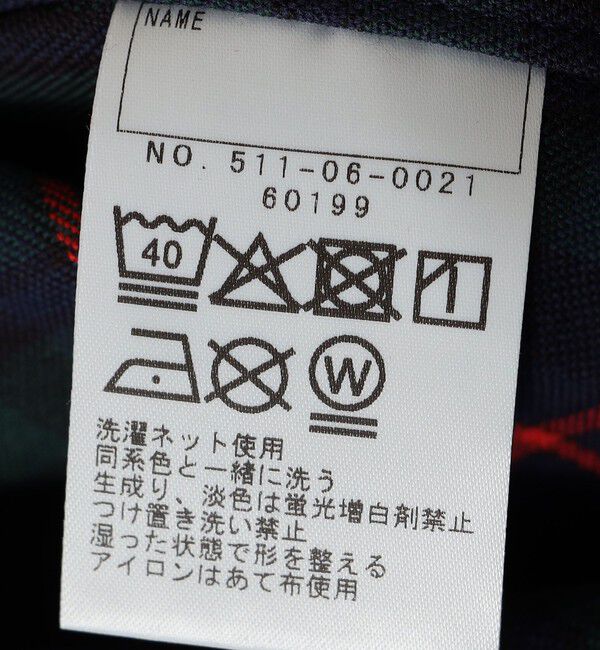 NAME
NO. 511-06-0021
60199
40
W
洗濯ネット使用
同系色と一緒に洗う
生成り、淡色は蛍光増白剤禁止
つけ置き洗い禁止
湿った状態で形を整える
アイロンはあて布使用